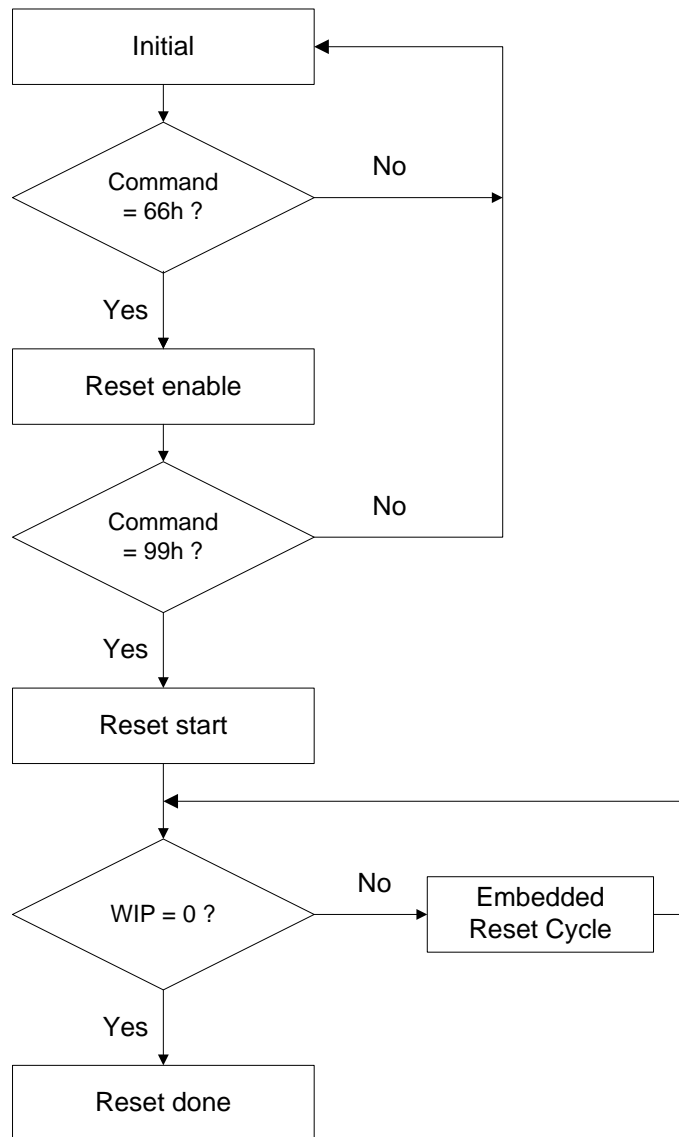 Initial
No
Command
= 66h ?
Yes
Reset enable
No
Command
= 99h ?
Yes
Reset start
No
WIP = 0 ?
Embedded
Reset Cycle
Yes
Reset done